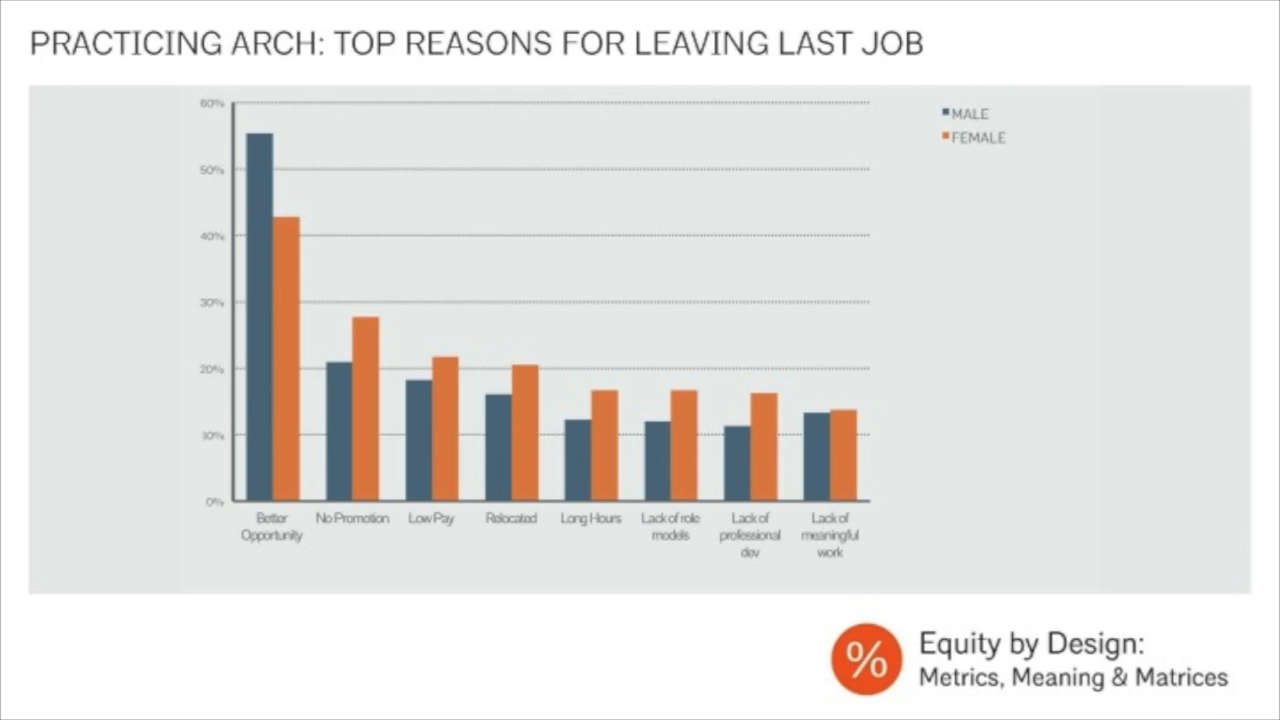 PRACTICING ARCH: TOP REASONS FOR LEAVING LAST JOB
60%
50%
40%
30%
20%
10%
0%
MALE
FEMALE
Better Opportunity
No Promotion
Low Pay
Relocated
Long Hours
Lack of role models
Lack of professional dev
Lack of meaningful work
%
Equity by Design:
Metrics, Meaning & Matrices